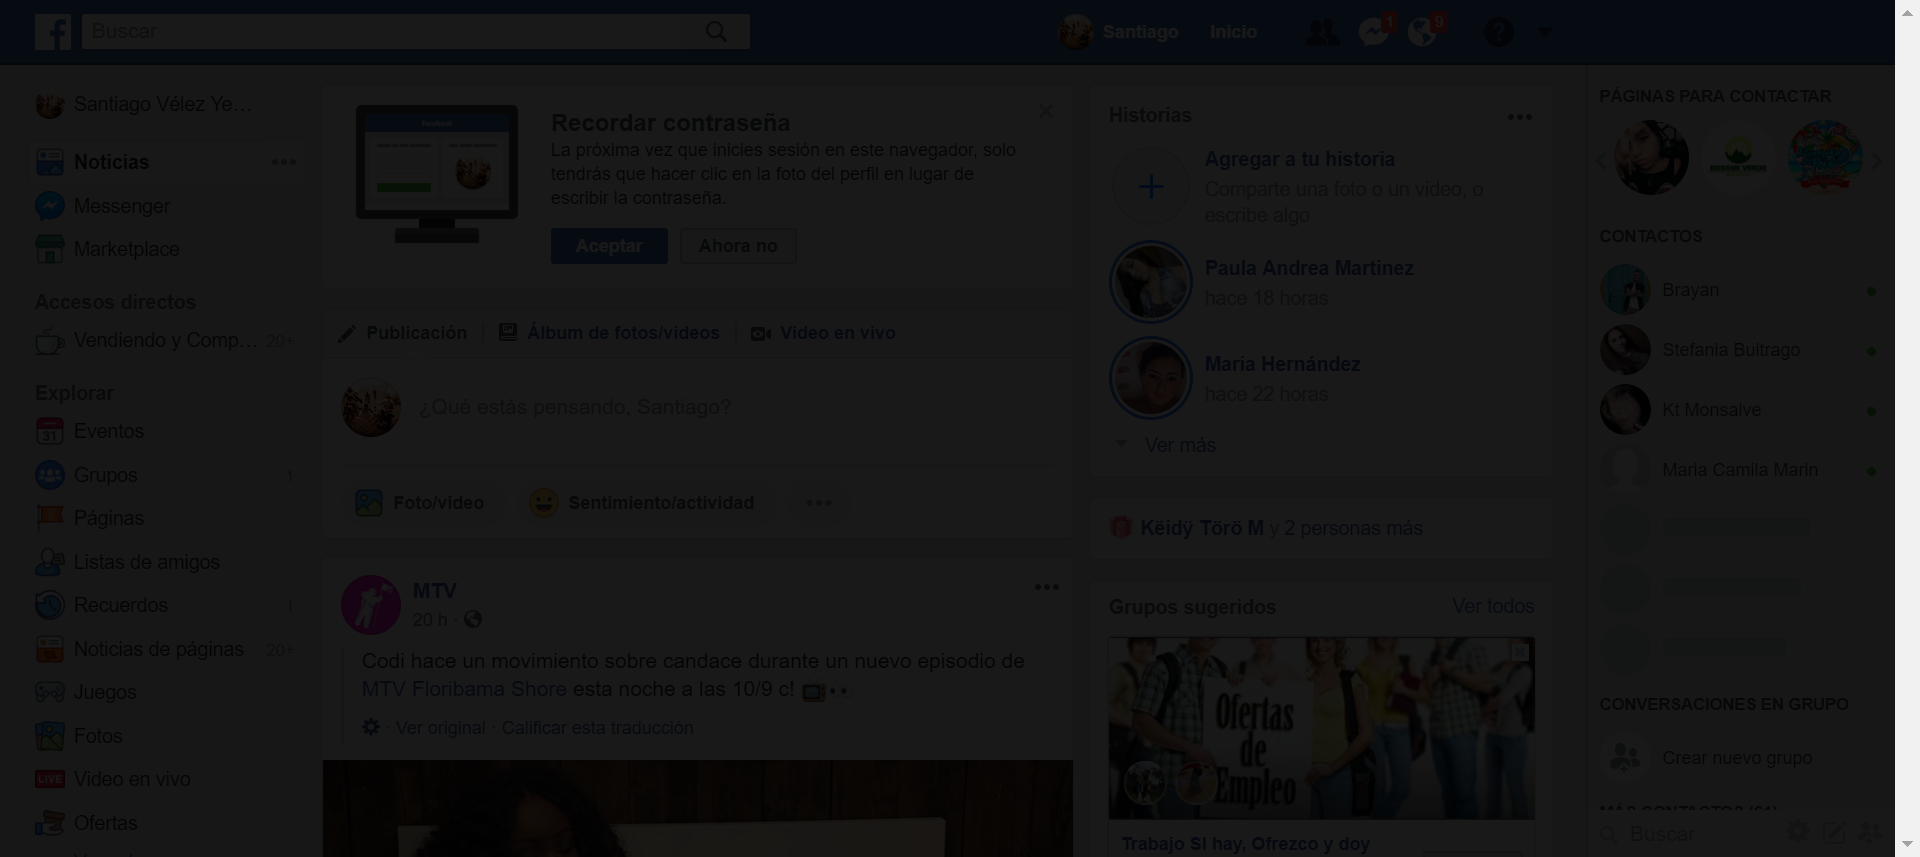 Buscar
Santiago
Inicio
1
9
?
Santiago Vélez Ye...
Noticias
Messenger
Marketplace
Accesos directos
Vendiendo y Comp... 20+
Explorar
31
Eventos
Grupos 1
Páginas
Listas de amigos
Recuerdos 1
Noticias de páginas 20+
Juegos
Fotos
LIVE
Video en vivo
Ofertas
facebook
Recordar contraseña
La próxima vez que inicies sesión en este navegador, solo
tendrás que hacer clic en la foto del perfil en lugar de
escribir la contraseña.
Aceptar
Ahora no
Publicación
Álbum de fotos/videos
Video en vivo
¿Qué estás pensando, Santiago?
Foto/video
Sentimiento/actividad
MTV
20 h ·
Codi hace un movimiento sobre candace durante un nuevo episodio de
MTV Floribama Shore esta noche a las 10/9 c!
· Ver original · Calificar esta traducción
Historias
Agregar a tu historia
Comparte una foto o un video, o
escribe algo
Paula Andrea Martinez
hace 18 horas
Maria Hernández
hace 22 horas
Ver más
Këidÿ Törö M y 2 personas más
Grupos sugeridos
Ver todos
Ofertas
de
Empleo
Trabajo SI hay, Ofrezco y doy
PÁGINAS PARA CONTACTAR
CONTACTOS
Brayan
Stefania Buitrago
Kt Monsalve
Maria Camila Marin
CONVERSACIONES EN GRUPO
Crear nuevo grupo
Buscar